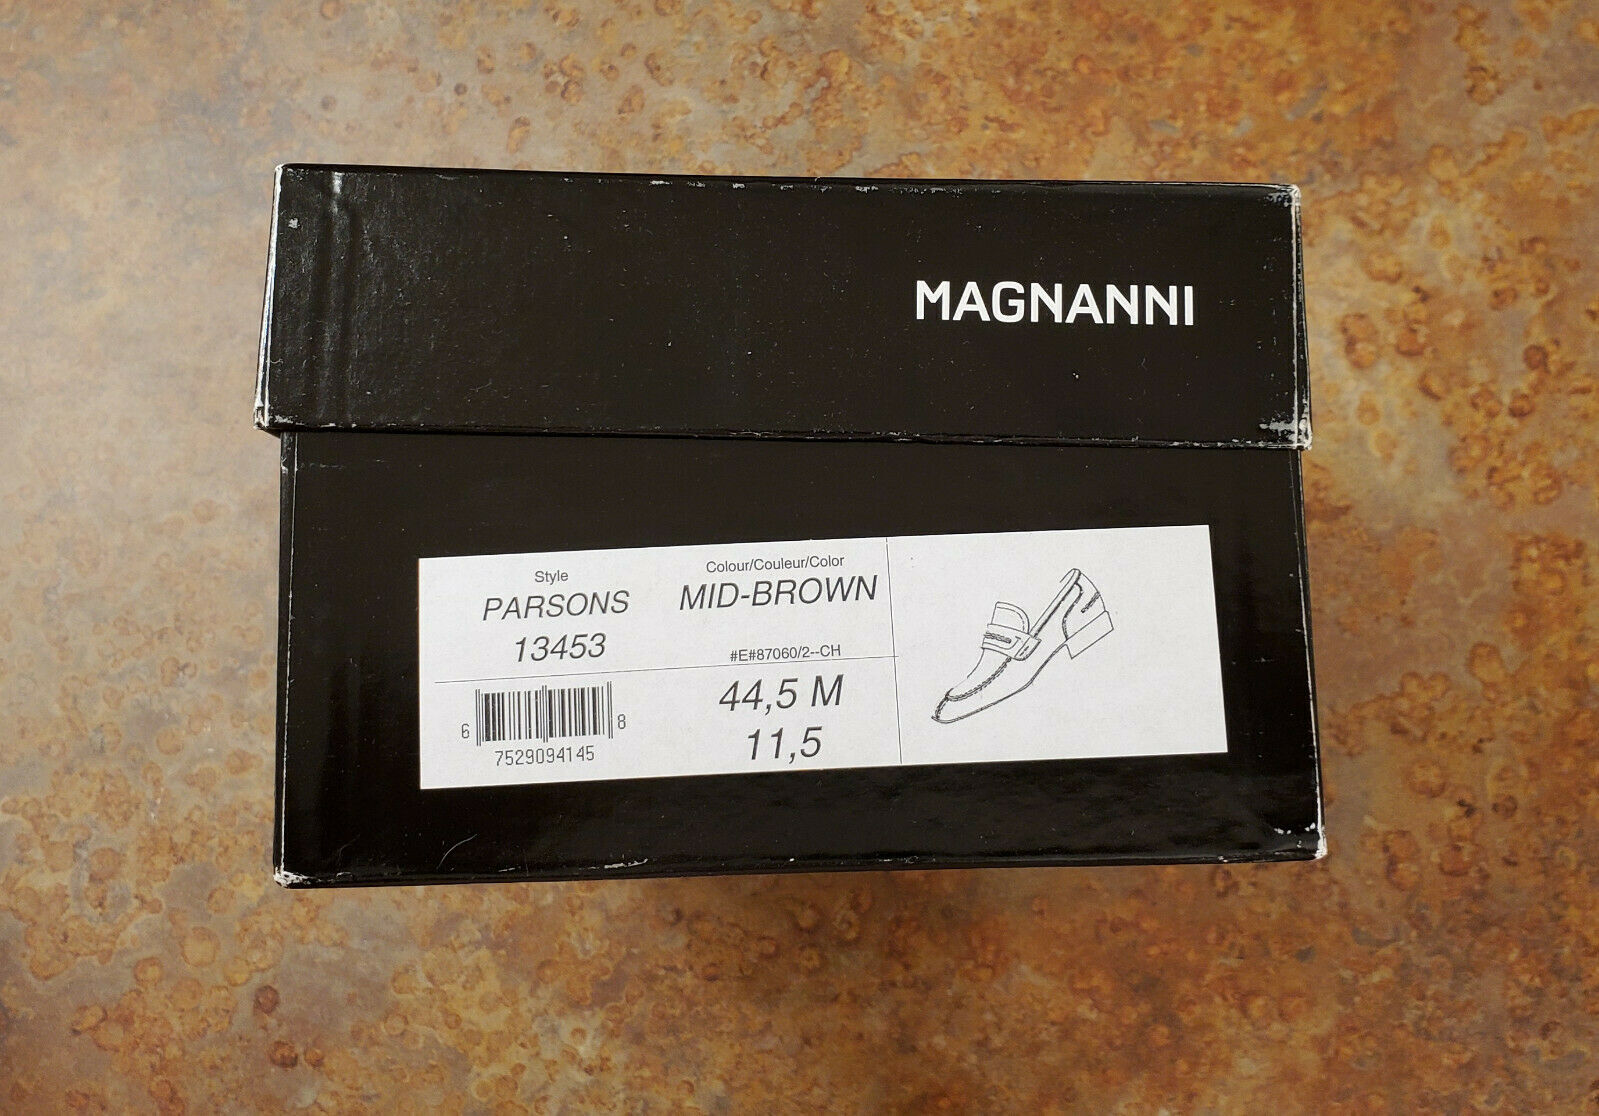 MAGNANNI
Style
PARSONS
13453
Colour/Couleur/Color
MID-BROWN
#E#87060/2--CH
6 8
7529094145
44,5 M
11,5